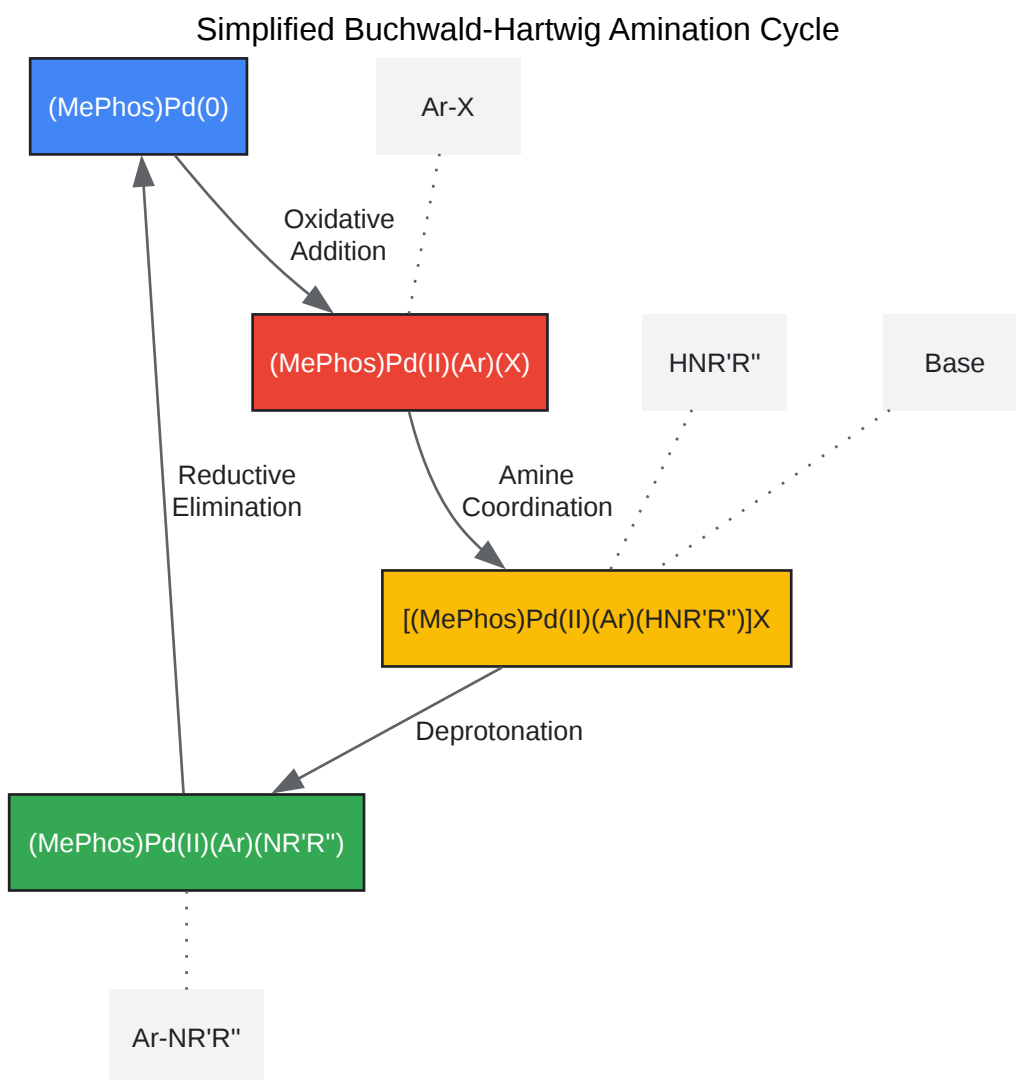 Simplified Buchwald-Hartwig Amination Cycle
(MePhos)Pd(0)
Ar-X
Oxidative
Addition
(MePhos)Pd(II)(Ar)(X)
HNR'R"
Base
Reductive
Elimination
Amine
Coordination
[(MePhos)Pd(II)(Ar)(HNR'R")]X
Deprotonation
(MePhos)Pd(II)(Ar)(NR'R")
Ar-NR'R"